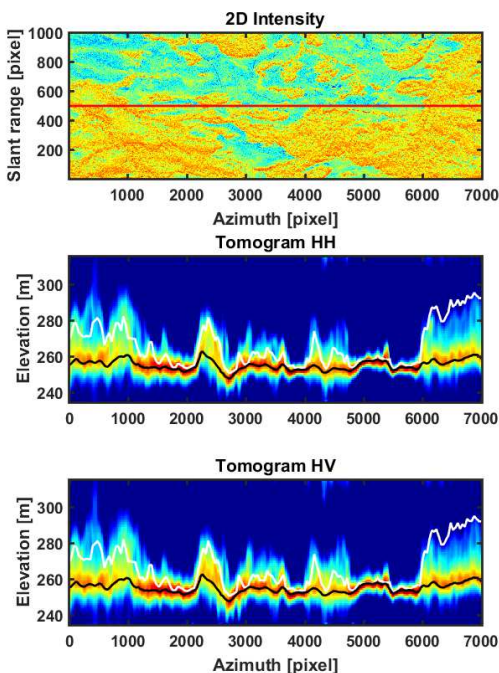 2D Intensity
Slant range [pixel]
1000
800
600
400
200
1000 2000 3000 4000 5000 6000 7000
Azimuth [pixel]
Tomogram HH
Elevation [m]
300
280
260
240
0 1000 2000 3000 4000 5000 6000 7000
Tomogram HV
Elevation [m]
300
280
260
240
0 1000 2000 3000 4000 5000 6000 7000
Azimuth [pixel]